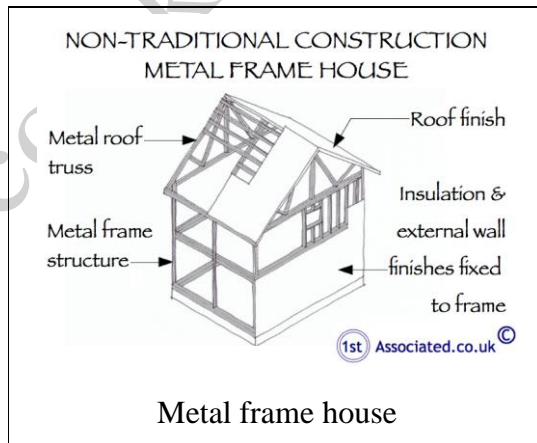 NON-TRADITIONAL CONSTRUCTION
METAL FRAME HOUSE
Metal roof
truss
Roof finish
Metal frame
structure
Insulation &
external wall
finishes fixed
to frame
1st Associated.co.uk ©
Metal frame house